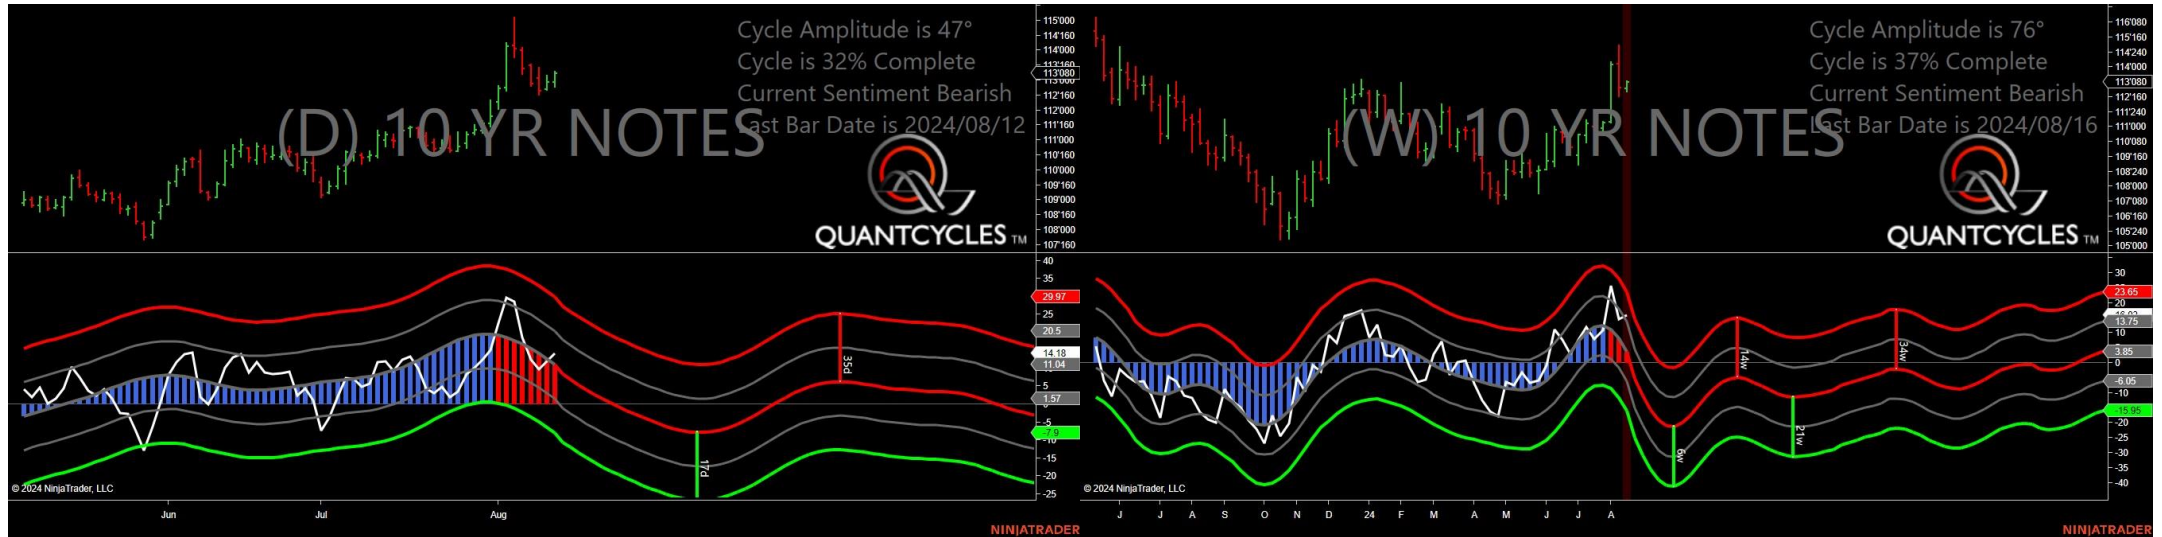 Cycle Amplitude is 47°
Cycle is 32% Complete
Current Sentiment Bearish
Last Bar Date is 2024/08/12
(D) 10 YR NOTES
QUANTCYCLES TM
115'000
114'160
114'000
113'160
113'080
113'000
112'160
112'000
111'160
111'000
110'160
110'000
109'160
109'000
108'160
108'000
107'160
40
35
29.97
25
20.5
14.18
11.04
5
1.57
0
-5
-7.9
-10
-15
-20
-25
35d
17d
© 2024 NinjaTrader, LLC
Jun Jul Aug
NINJATRADER
Cycle Amplitude is 76°
Cycle is 37% Complete
Current Sentiment Bearish
Last Bar Date is 2024/08/16
(W) 10 YR NOTES
QUANTCYCLES TM
116'080
115'160
114'240
114'000
113'080
112'160
111'240
111'000
110'080
109'160
108'240
108'000
107'080
106'160
105'240
105'000
30
23.65
20
13.75
10
3.85
0
-6.05
-10
-15.95
-20
-25
-30
-35
-40
14w
34w
6w
21w
© 2024 NinjaTrader, LLC
J J A S O N D 24 F M A M J J A
NINJATRADER